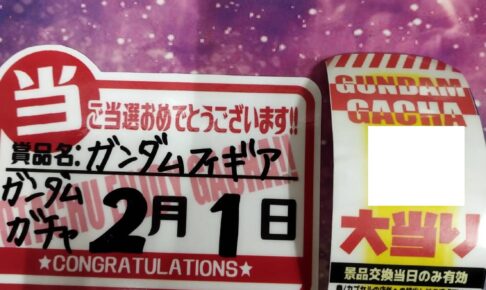 当
ご当選おめでとうございます!!
賞品名:ガンダムフィギア
ガンダム
ガチャ
2月1日
★CONGRATULATIONS★
GUNDAM
GACHA
大当り
景品交換当日のみ有効